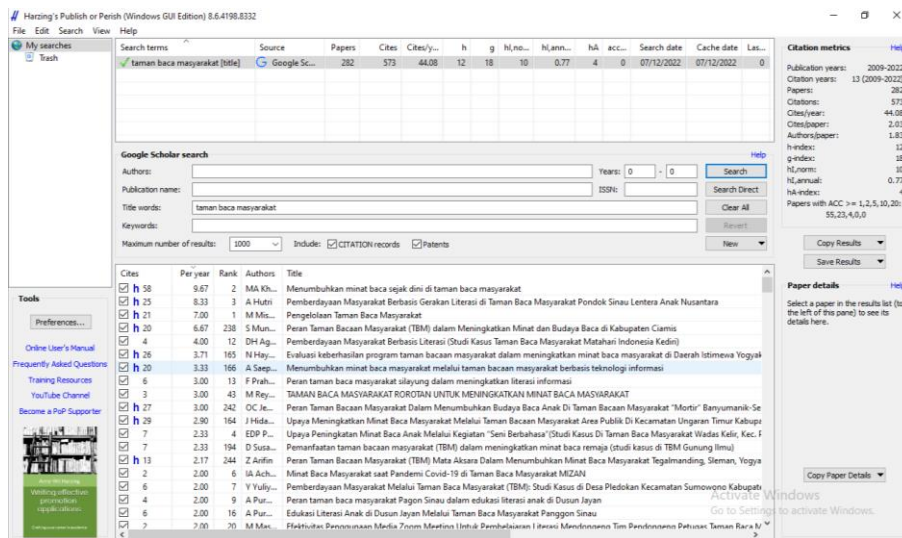 Harzing's Publish or Perish (Windows GUI Edition) 8.6.4198.8332
File Edit Search View Help
My searches
Trash
Search terms Source Papers Cites Cites/y... h g hI,no... hI,ann... hA acc... Search date Cache date Las...
taman baca masyarakat [title] Google Sc... 282 573 44.08 12 18 10 0.77 4 0 07/12/2022 07/12/2022 0
Google Scholar search Help
Authors: Years: 0 - 0 Search
Publication name: ISSN: Search Direct
Title words: taman baca masyarakat Clear All
Keywords: Revert
Maximum number of results: 1000 Include: CITATION records Patents New
Cites Per year Rank Authors Title
h 58 9.67 2 MA Kh... Menumbuhkan minat baca sejak dini di taman baca masyarakat
h 25 8.33 3 A Hutri Pemberdayaan Masyarakat Berbasis Gerakan Literasi di Taman Baca Masyarakat Pondok Sinau Lentera Anak Nusantara
h 21 7.00 1 M Mis... Pengelolaan Taman Baca Masyarakat
h 20 6.67 238 S Mun... Peran Taman Bacaan Masyarakat (TBM) dalam Meningkatkan Minat dan Budaya Baca di Kabupaten Ciamis
4 4.00 12 DH Ag... Pemberdayaan Masyarakat Berbasis Literasi (Studi Kasus Taman Baca Masyarakat Matahari Indonesia Kediri)
h 26 3.71 165 N Hay... Evaluasi keberhasilan program taman bacaan masyarakat dalam meningkatkan minat baca masyarakat di Daerah Istimewa Yogyak
h 20 3.33 166 A Saep... Menumbuhkan minat baca masyarakat melalui taman bacaan masyarakat berbasis teknologi informasi
6 3.00 13 F Prah... Peran taman baca masyarakat silayung dalam meningkatkan literasi informasi
3 3.00 43 M Rey... TAMAN BACA MASYARAKAT ROROTAN UNTUK MENINGKATKAN MINAT BACA MASYARAKAT
h 27 3.00 242 OC Je... Peran Taman Bacaan Masyarakat Dalam Menumbuhkan Budaya Baca Anak Di Taman Bacaan Masyarakat "Mortir" Banyumanik-Se
h 29 2.90 164 J Hida... Upaya Meningkatkan Minat Baca Masyarakat Melalui Taman Bacaan Masyarakat Area Publik Di Kecamatan Ungaran Timur Kabupa
7 2.33 4 EDP P... Upaya Peningkatan Minat Baca Anak Melalui Kegiatan "Seni Berbahasa"(Studi Kasus Di Taman Baca Masyarakat Wadas Kelir, Kec. F
7 2.33 194 D Susa... Pemanfaatan taman bacaan masyarakat (TBM) dalam meningkatkan minat baca remaja (studi kasus di TBM Gunung Ilmu)
h 13 2.17 244 Z Arifin Peran Taman Bacaan Masyarakat (TBM) Mata Aksara Dalam Menumbuhkan Minat Baca Masyarakat Tegalmanding, Sleman, Yogya
2 2.00 6 IA Ach... Minat Baca Masyarakat saat Pandemi Covid-19 di Taman Baca Masyarakat MIZAN
6 2.00 7 Y Yuliy... Pemberdayaan Masyarakat Melalui Taman Baca Masyarakat (TBM): Studi Kasus di Desa Pledokan Kecamatan Sumowono Kabupate
4 2.00 9 A Pur... Peran taman baca masyarakat Pagon Sinau dalam edukasi literasi anak di Dusun Jayan
6 2.00 16 A Pur... Edukasi Literasi Anak di Dusun Jayan Melalui Taman Baca Masyarakat Panggon Sinau
2 2.00 20 M Mas... Efektivitas Penggunaan Media Zoom Meeting Untuk Pembelajaran Literasi Mendongeng Tim Pendongeng Petugas Taman Baca M
Tools
Preferences...
Online User's Manual
Frequently Asked Questions
Training Resources
YouTube Channel
Become a PoP Supporter
Writing effective
promotion
applications
Citation metrics Help
Publication years: 2009-2022
Citation years: 13 (2009-2022)
Papers: 282
Citations: 573
Cites/year: 44.08
Cites/paper: 2.03
Authors/paper: 1.83
h-index: 12
g-index: 18
hI,norm: 10
hI,annual: 0.77
hA-index: 4
Papers with ACC >= 1,2,5,10,20:
55,23,4,0,0
Copy Results
Save Results
Paper details Help
Select a paper in the results list (to
the left of this pane) to see its
details here.
Copy Paper Details
Activate Windows
Go to Settings to activate Windows.